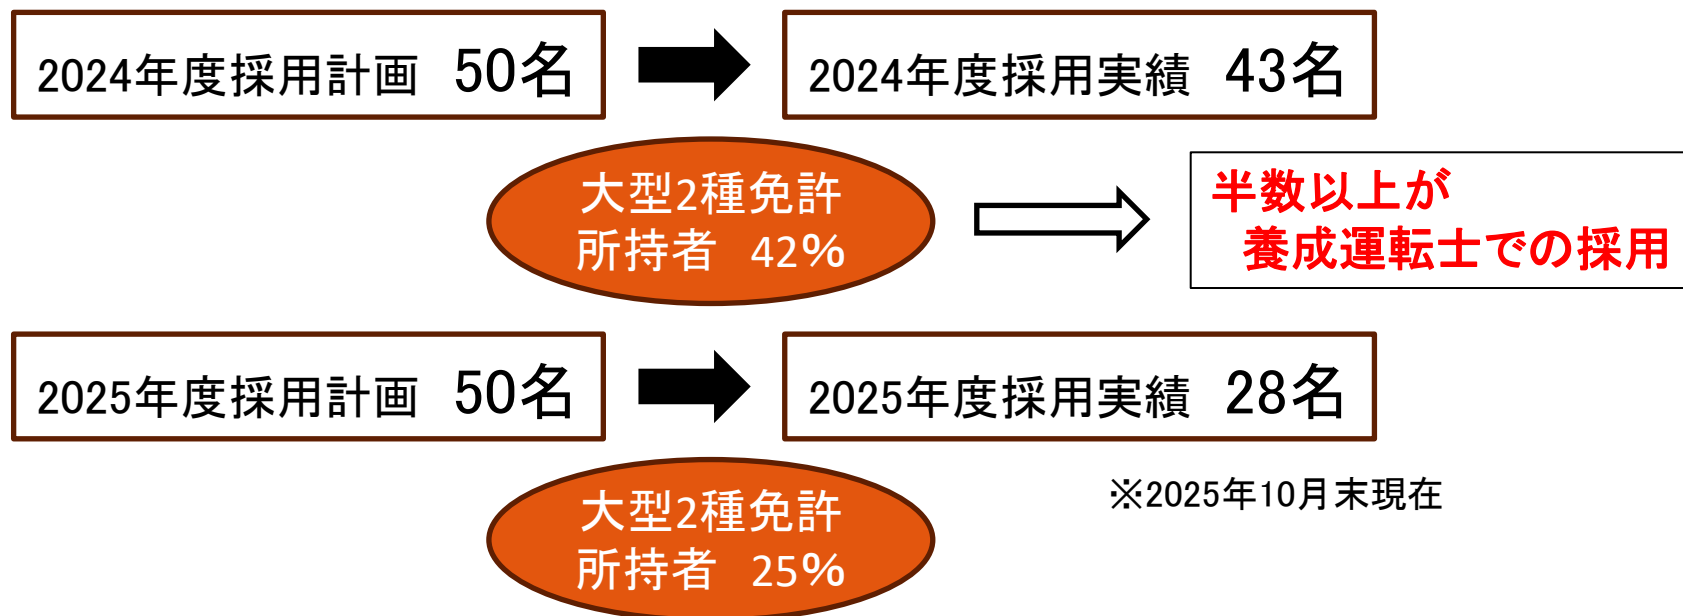 2024年度採用計画　50名
2024年度採用実績　43名
大型2種免許
所持者　42%
半数以上が
養成運転士での採用
2025年度採用計画　50名
2025年度採用実績　28名
大型2種免許
所持者　25%
※2025年10月末現在